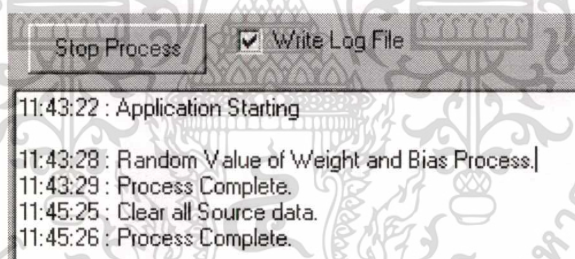 Stop Process
Write Log File
11:43:22 : Application Starting
11:43:28 : Random Value of Weight and Bias Process.
11:43:29 : Process Complete.
11:45:25 : Clear all Source data.
11:45:26 : Process Complete.